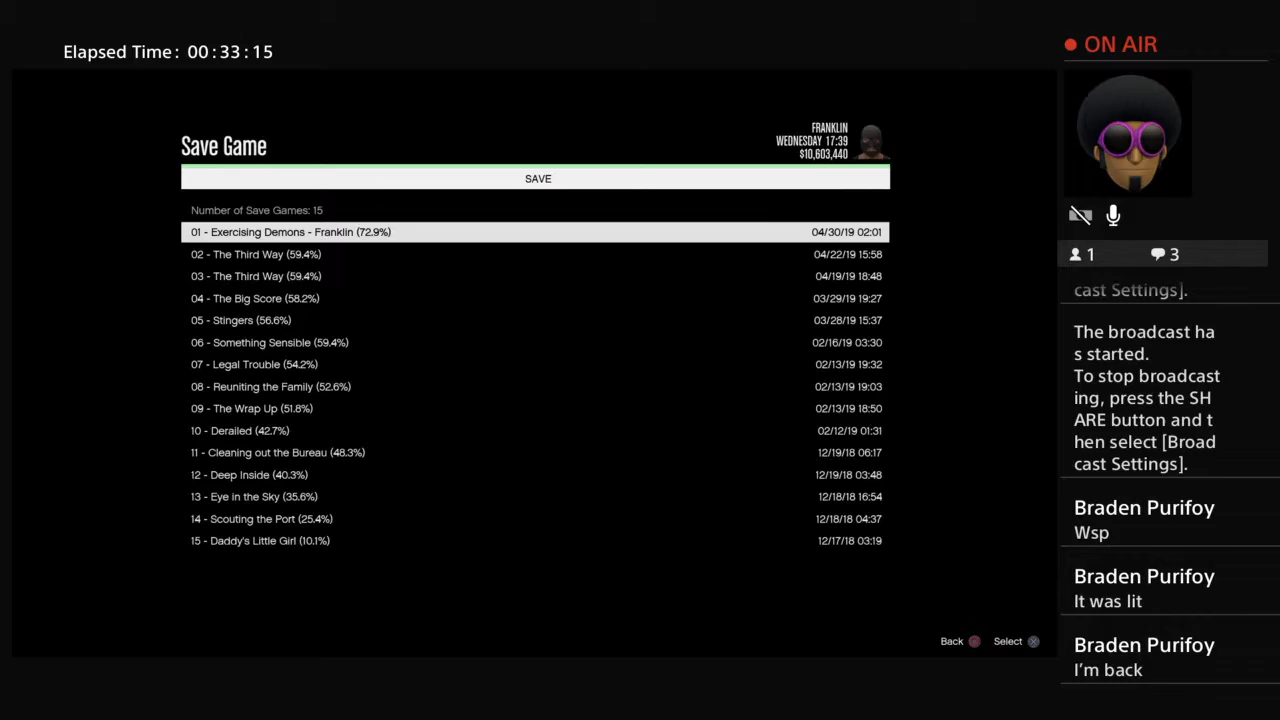 Elapsed Time: 00:33:15
ON AIR
Save Game
FRANKLIN
WEDNESDAY 17:39
$10,603,440
SAVE
Number of Save Games: 15
01 - Exercising Demons - Franklin (72.9%) 04/30/19 02:01
02 - The Third Way (59.4%) 04/22/19 15:58
03 - The Third Way (59.4%) 04/19/19 18:48
04 - The Big Score (58.2%) 03/29/19 19:27
05 - Stingers (56.6%) 03/28/19 15:37
06 - Something Sensible (59.4%) 02/16/19 03:30
07 - Legal Trouble (54.2%) 02/13/19 19:32
08 - Reuniting the Family (52.6%) 02/13/19 19:03
09 - The Wrap Up (51.8%) 02/13/19 18:50
10 - Derailed (42.7%) 02/12/19 01:31
11 - Cleaning out the Bureau (48.3%) 12/19/18 06:17
12 - Deep Inside (40.3%) 12/19/18 03:48
13 - Eye in the Sky (35.6%) 12/18/18 16:54
14 - Scouting the Port (25.4%) 12/18/18 04:37
15 - Daddy's Little Girl (10.1%) 12/17/18 03:19
Back Select
1 3
cast Settings].
The broadcast ha
s started.
To stop broadcast
ing, press the SH
ARE button and t
hen select [Broad
cast Settings].
Braden Purifoy
Wsp
Braden Purifoy
It was lit
Braden Purifoy
I'm back